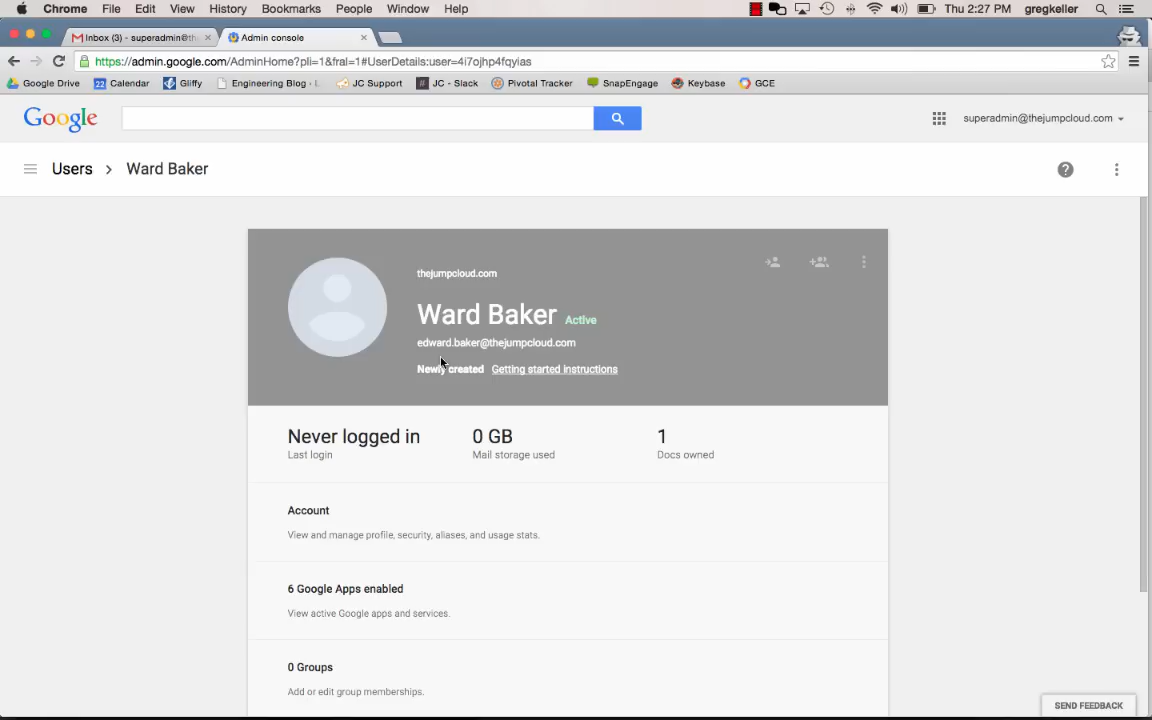 Chrome File Edit View History Bookmarks People Window Help Thu 2:27 PM gregkeller
Inbox (3) - superadmin@th Admin console
https://admin.google.com/AdminHome?pli=1&fral=1#UserDetails:user=4i7ojhp4fqyias
Google Drive 22 Calendar Gliffy Engineering Blog JC Support JC - Slack Pivotal Tracker SnapEngage Keybase GCE
Google superadmin@thejumpcloud.com
Users > Ward Baker
thejumpcloud.com
Ward Baker Active
edward.baker@thejumpcloud.com
Newly created Getting started instructions
Never logged in 0 GB 1
Last login Mail storage used Docs owned
Account
View and manage profile, security, aliases, and usage stats.
6 Google Apps enabled
View active Google apps and services.
0 Groups
Add or edit group memberships.
SEND FEEDBACK